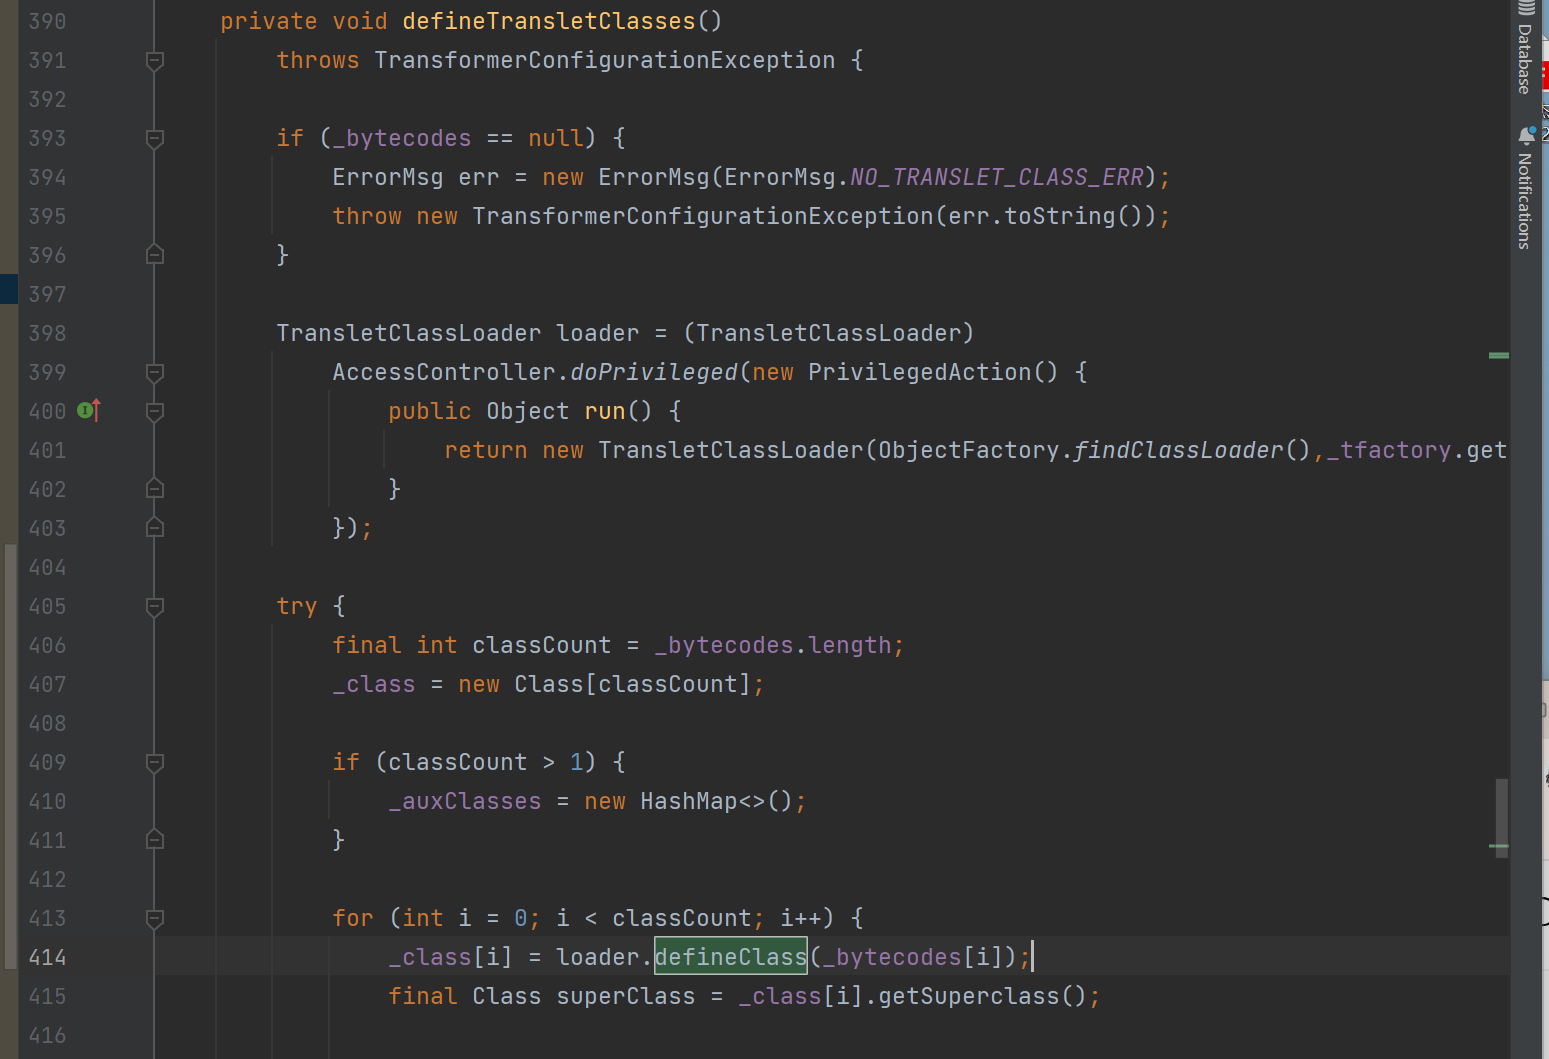 390 private void defineTransletClasses()
391 throws TransformerConfigurationException {
392
393 if (_bytecodes == null) {
394 ErrorMsg err = new ErrorMsg(ErrorMsg.NO_TRANSLET_CLASS_ERR);
395 throw new TransformerConfigurationException(err.toString());
396 }
397
398 TransletClassLoader loader = (TransletClassLoader)
399 AccessController.doPrivileged(new PrivilegedAction() {
400 public Object run() {
401 return new TransletClassLoader(ObjectFactory.findClassLoader(),_tfactory.get
402 }
403 });
404
405 try {
406 final int classCount = _bytecodes.length;
407 _class = new Class[classCount];
408
409 if (classCount > 1) {
410 _auxClasses = new HashMap<>();
411 }
412
413 for (int i = 0; i < classCount; i++) {
414 _class[i] = loader.defineClass(_bytecodes[i]);
415 final Class superClass = _class[i].getSuperclass();
416
Database
Notifications